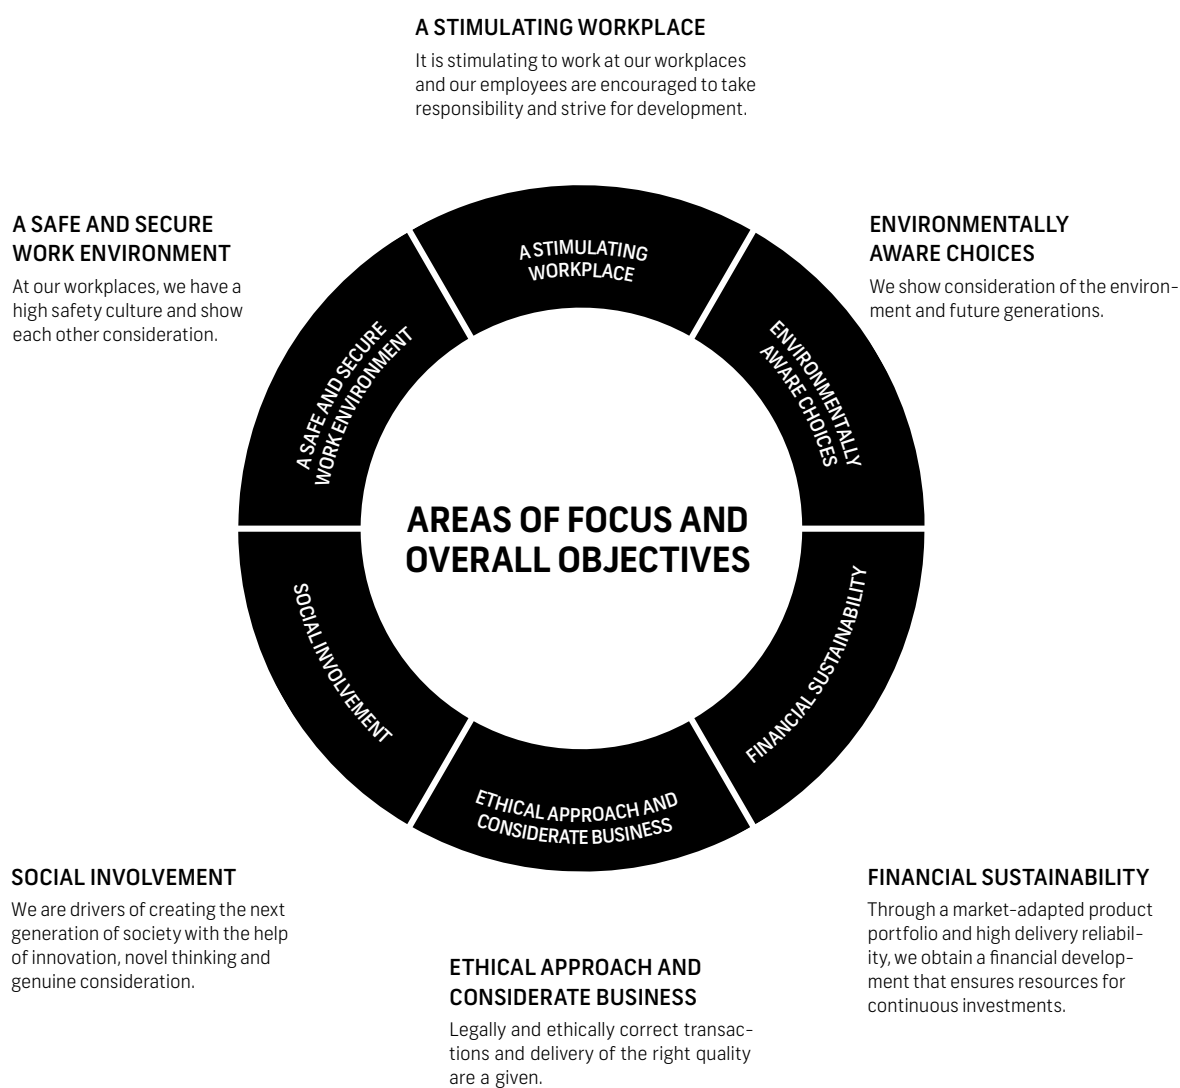 A STIMULATING WORKPLACE
It is stimulating to work at our workplaces
and our employees are encouraged to take
responsibility and strive for development.
A SAFE AND SECURE
WORK ENVIRONMENT
At our workplaces, we have a
high safety culture and show
each other consideration.
ENVIRONMENTALLY
AWARE CHOICES
We show consideration of the environ-
ment and future generations.
A STIMULATING
WORKPLACE
ENVIRONMENTALLY
AWARE CHOICES
A SAFE AND SECURE
WORK ENVIRONMENT
AREAS OF FOCUS AND
OVERALL OBJECTIVES
SOCIAL INVOLVEMENT
FINANCIAL SUSTAINABILITY
ETHICAL APPROACH AND
CONSIDERATE BUSINESS
SOCIAL INVOLVEMENT
We are drivers of creating the next
generation of society with the help
of innovation, novel thinking and
genuine consideration.
ETHICAL APPROACH AND
CONSIDERATE BUSINESS
Legally and ethically correct transac-
tions and delivery of the right quality
are a given.
FINANCIAL SUSTAINABILITY
Through a market-adapted product
portfolio and high delivery reliabil-
ity, we obtain a financial develop-
ment that ensures resources for
continuous investments.